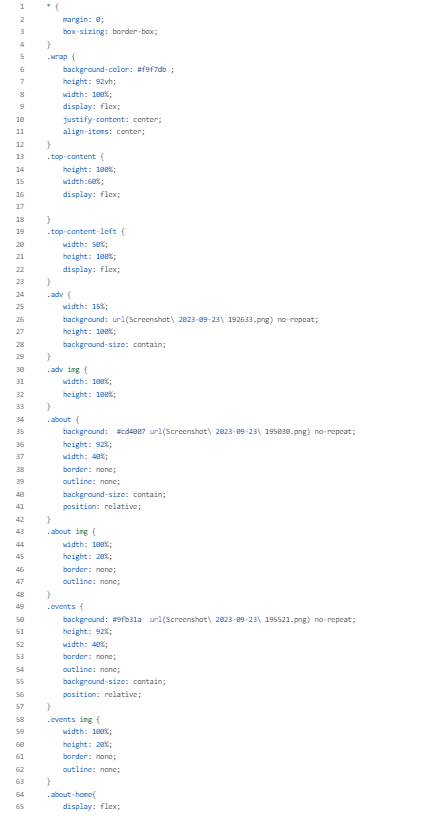 1 * {
2 margin: 0;
3 box-sizing: border-box;
4 }
5 .wrap {
6 background-color: #f9f7db ;
7 height: 92vh;
8 width: 100%;
9 display: flex;
10 justify-content: center;
11 align-items: center;
12 }
13 .top-content {
14 height: 100%;
15 width:60%;
16 display: flex;
17
18 }
19 .top-content-left {
20 width: 50%;
21 height: 100%;
22 display: flex;
23 }
24 .adv {
25 width: 15%;
26 background: url(Screenshot\ 2023-09-23\ 192633.png) no-repeat;
27 height: 100%;
28 background-size: contain;
29 }
30 .adv img {
31 width: 100%;
32 height: 100%;
33 }
34 .about {
35 background:  #cd4007 url(Screenshot\ 2023-09-23\ 195030.png) no-repeat;
36 height: 92%;
37 width: 40%;
38 border: none;
39 outline: none;
40 background-size: contain;
41 position: relative;
42 }
43 .about img {
44 width: 100%;
45 height: 20%;
46 border: none;
47 outline: none;
48 }
49 .events {
50 background: #9fb31a  url(Screenshot\ 2023-09-23\ 195521.png) no-repeat;
51 height: 92%;
52 width: 40%;
53 border: none;
54 outline: none;
55 background-size: contain;
56 position: relative;
57 }
58 .events img {
59 width: 100%;
60 height: 20%;
61 border: none;
62 outline: none;
63 }
64 .about-home{
65 display: flex;